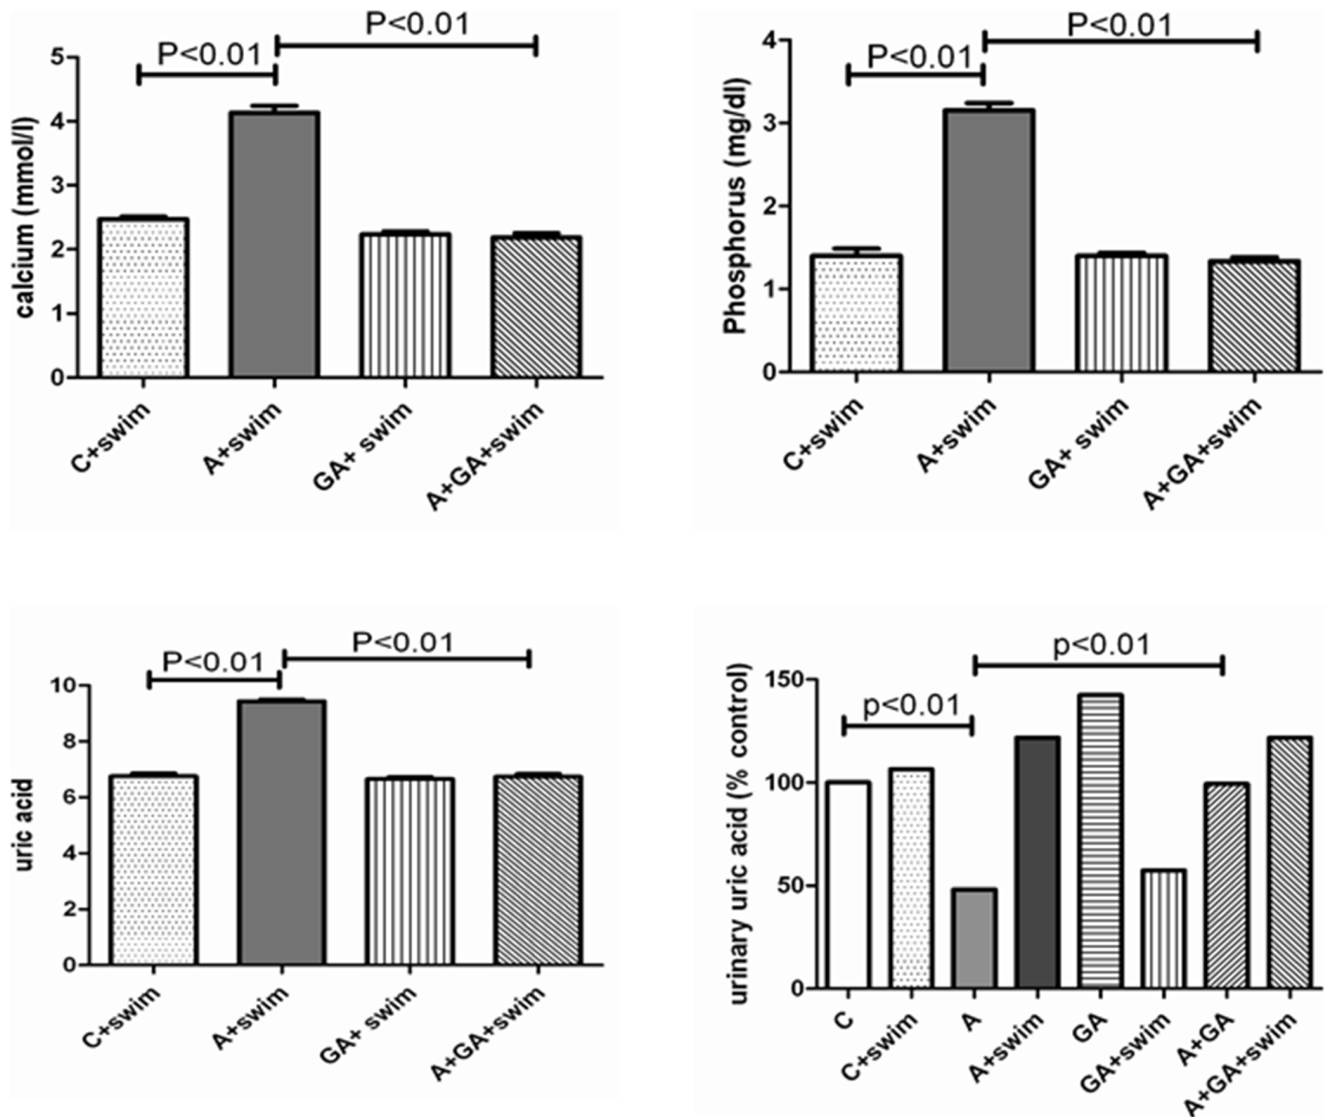 P<0.01
P<0.01
calcium (mmol/l)
5
4
3
2
1
0
C+swim
A+swim
GA+ swim
A+GA+swim
P<0.01
P<0.01
Phosphorus (mg/dl)
4
3
2
1
0
C+swim
A+swim
GA+ swim
A+GA+swim
P<0.01
P<0.01
uric acid
10
8
6
4
2
0
C+swim
A+swim
GA+ swim
A+GA+swim
p<0.01
p<0.01
urinary uric acid (% control)
150
100
50
0
C
C+swim
A
A+swim
GA
GA+swim
A+GA
A+GA+swim